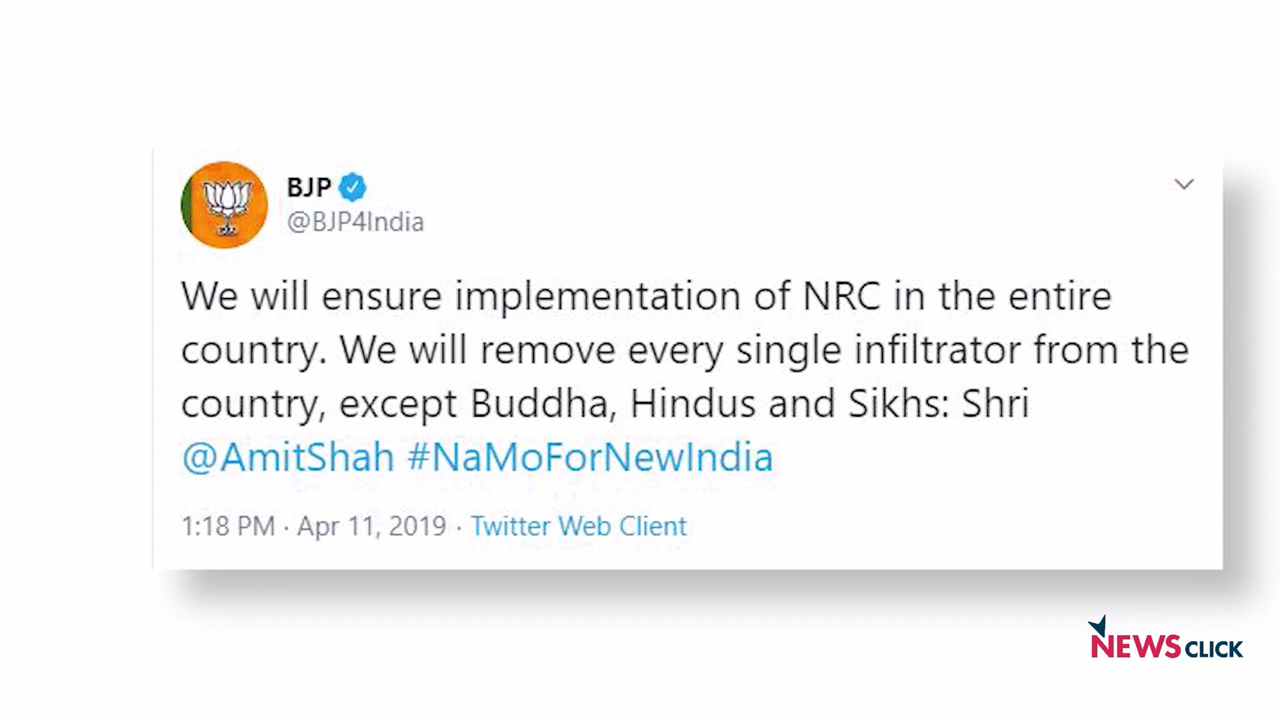 BJP
@BJP4India
We will ensure implementation of NRC in the entire
country. We will remove every single infiltrator from the
country, except Buddha, Hindus and Sikhs: Shri
@AmitShah #NaMoForNewIndia
1:18 PM · Apr 11, 2019 · Twitter Web Client
NEWSCLICK